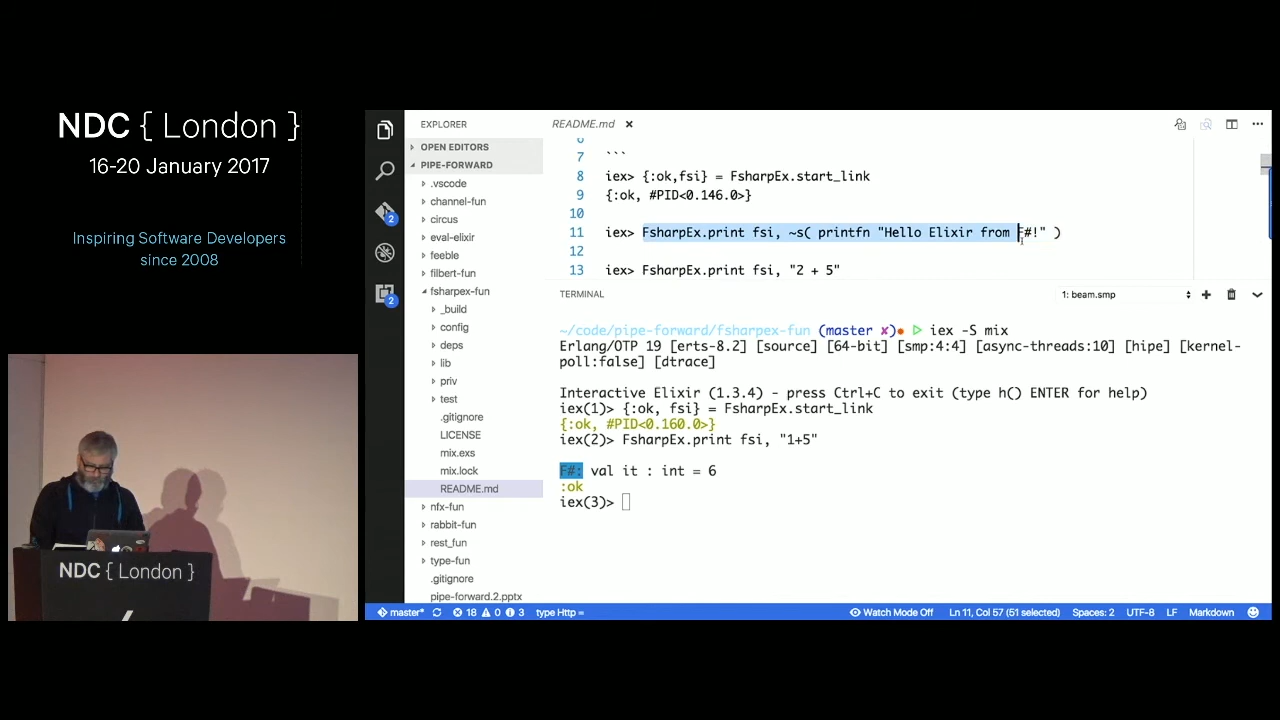 NDC { London }
16-20 January 2017
Inspiring Software Developers
since 2008
NDC { London }
EXPLORER
OPEN EDITORS
PIPE-FORWARD
.vscode
channel-fun
circus
eval-elixir
feeble
filbert-fun
fsharpex-fun
_build
config
deps
lib
priv
test
.gitignore
LICENSE
mix.exs
mix.lock
README.md
nfx-fun
rabbit-fun
rest_fun
type-fun
.gitignore
pipe-forward.2.pptx
2
2
README.md
6
7 ```
8 iex> {:ok,fsi} = FsharpEx.start_link
9 {:ok, #PID<0.146.0>}
10
11 iex> FsharpEx.print fsi, ~s( printfn "Hello Elixir from F#!" )
12
13 iex> FsharpEx.print fsi, "2 + 5"
TERMINAL
1: beam.smp
~/code/pipe-forward/fsharpex-fun (master ✘)● ▷ iex -S mix
Erlang/OTP 19 [erts-8.2] [source] [64-bit] [smp:4:4] [async-threads:10] [hipe] [kernel-
poll:false] [dtrace]
Interactive Elixir (1.3.4) - press Ctrl+C to exit (type h() ENTER for help)
iex(1)> {:ok, fsi} = FsharpEx.start_link
{:ok, #PID<0.160.0>}
iex(2)> FsharpEx.print fsi, "1+5"
F#: val it : int = 6
:ok
iex(3)>
master* 18 0 3 type Http = Watch Mode Off Ln 11, Col 57 (51 selected) Spaces: 2 UTF-8 LF Markdown